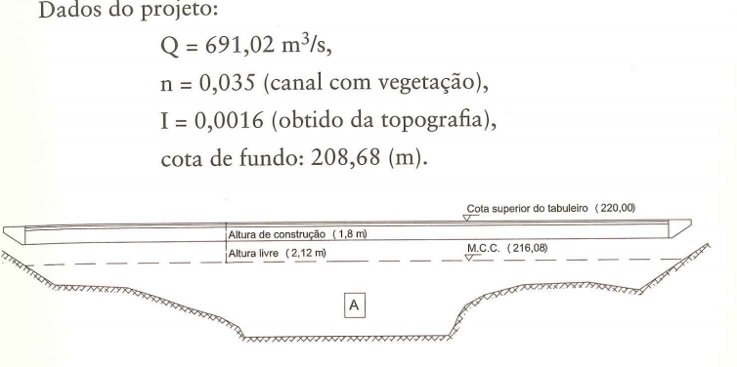 Dados do projeto:
Q = 691,02 m³/s,
n = 0,035 (canal com vegetação),
I = 0,0016 (obtido da topografia),
cota de fundo: 208,68 (m).
Cota superior do tabuleiro (220,00)
Altura de construção (1,8 m)
Altura livre (2,12 m)
M.C.C. (216,08)
A